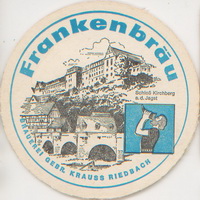 Frankenbräu
Schloß Kirchberg
a.d. Jagst
BRAUEREI GEBR. KRAUSS RIEDBACH